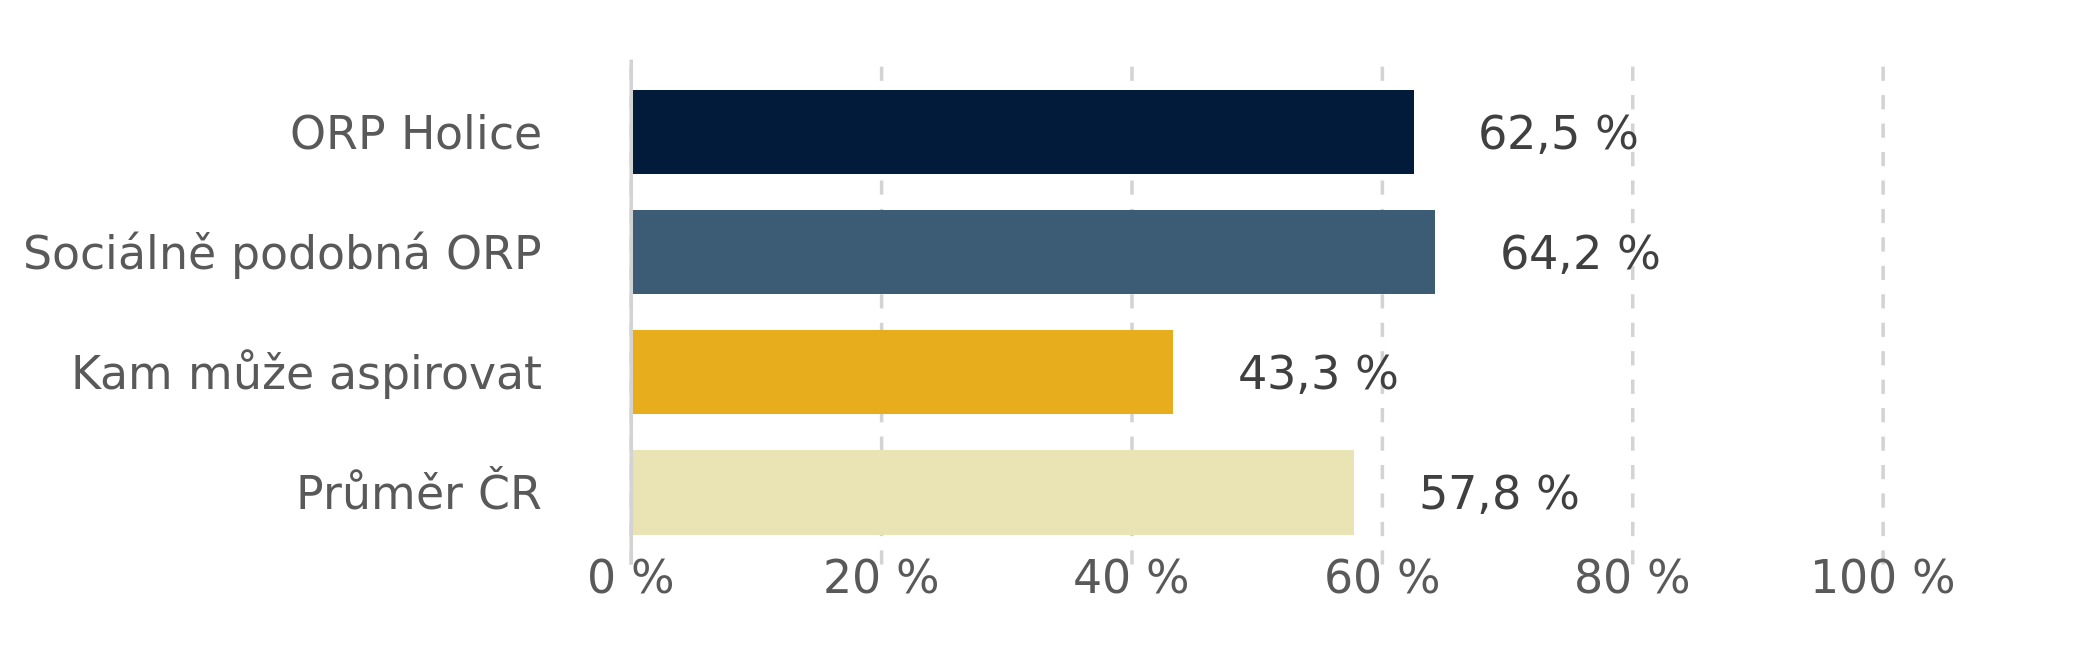 ORP Holice 62,5 %
Sociálně podobná ORP 64,2 %
Kam může aspirovat 43,3 %
Průměr ČR 57,8 %
0 % 20 % 40 % 60 % 80 % 100 %